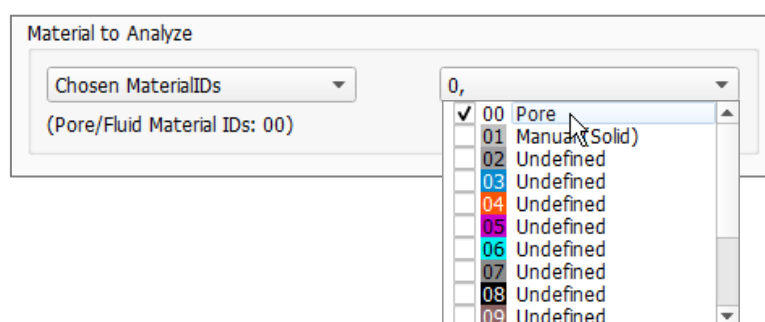 Material to Analyze
Chosen MaterialIDs
0,
(Pore/Fluid Material IDs: 00)
00 Pore
01 Manual (Solid)
02 Undefined
03 Undefined
04 Undefined
05 Undefined
06 Undefined
07 Undefined
08 Undefined
09 Undefined